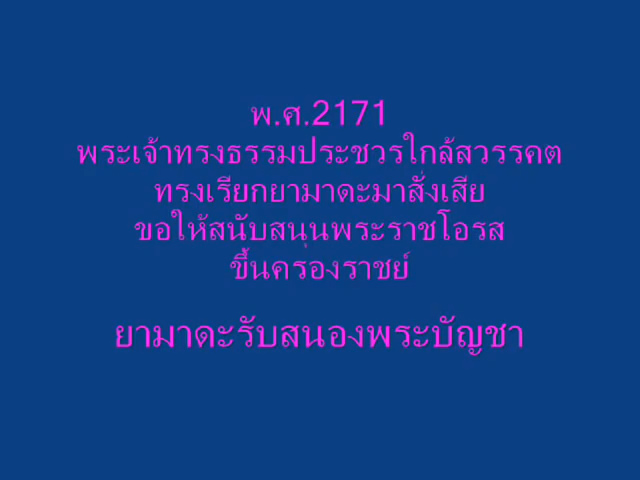 พ.ศ.2171
พระเจ้าทรงธรรมประชวรใกล้สวรรคต
ทรงเรียกยามาดะมาสั่งเสีย
ขอให้สนับสนุนพระราชโอรส
ขึ้นครองราชย์
ยามาดะรับสนองพระบัญชา